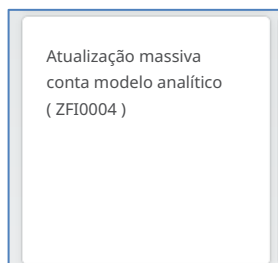 Atualização massiva
conta modelo analítico
( ZFI0004 )